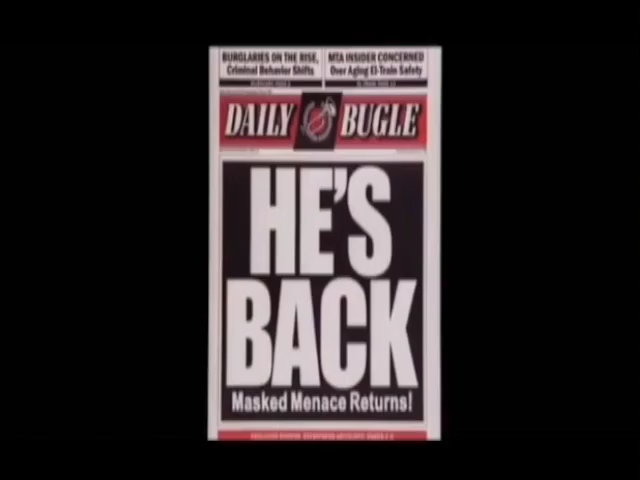 BURGLARIES ON THE RISE,
Criminal Behavior Shifts
MTA INSIDER CONCERNED
Over Aging El-Train Safety
DAILY BUGLE
HE'S
BACK
Masked Menace Returns!